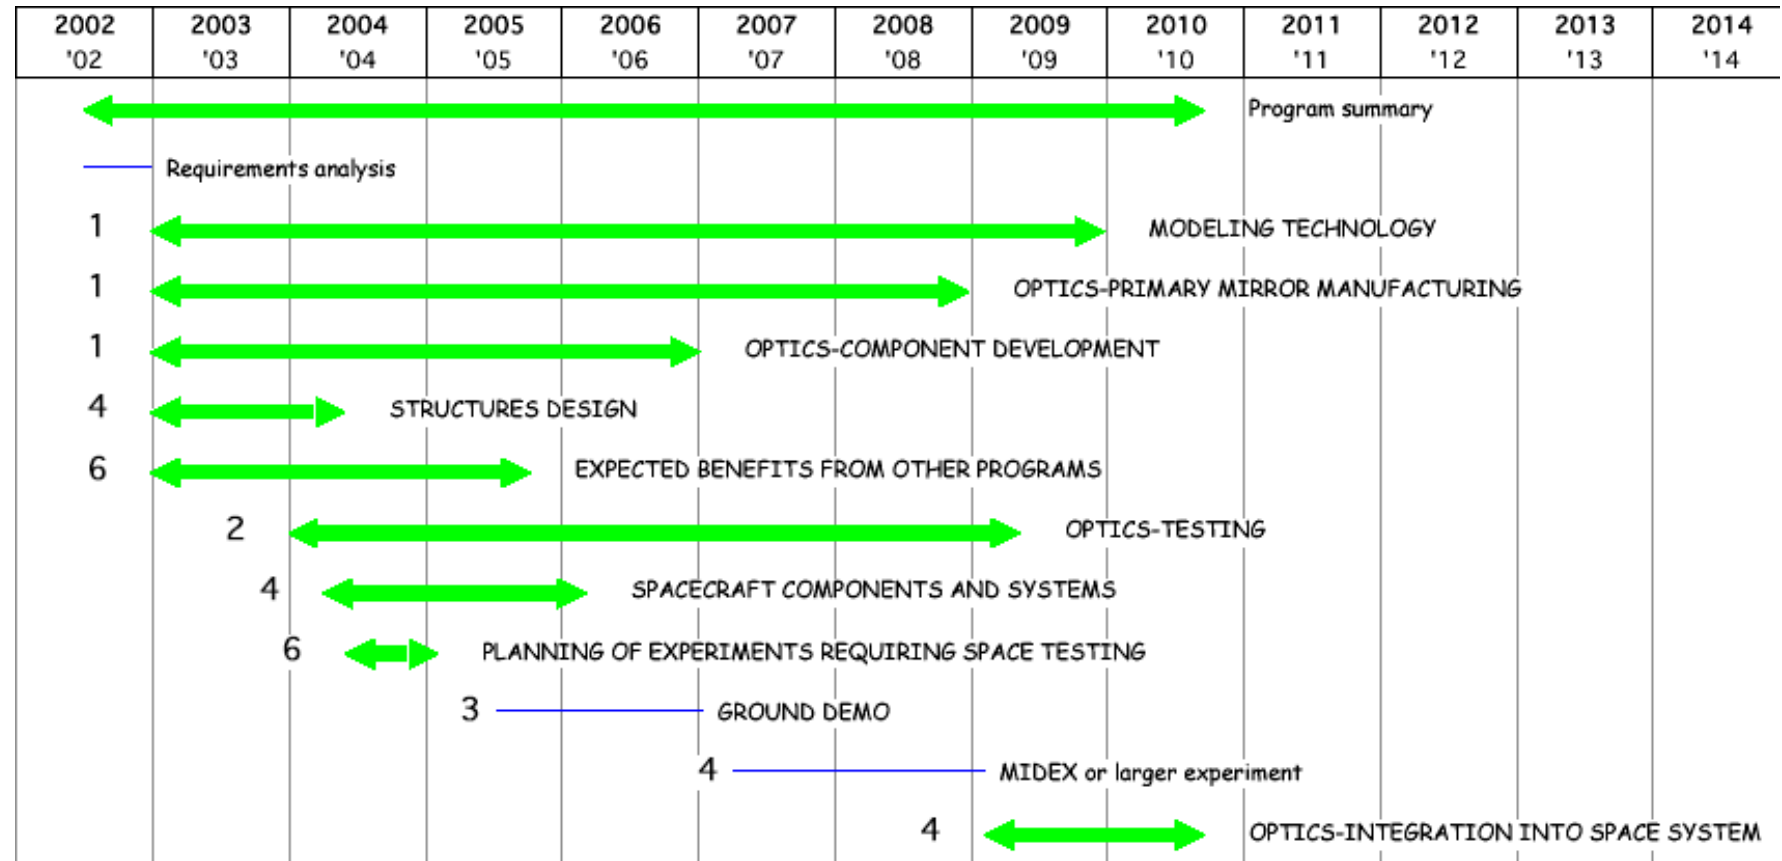 2002 2003 2004 2005 2006 2007 2008 2009 2010 2011 2012 2013 2014
'02 '03 '04 '05 '06 '07 '08 '09 '10 '11 '12 '13 '14
Program summary
Requirements analysis
1 MODELING TECHNOLOGY
1 OPTICS-PRIMARY MIRROR MANUFACTURING
1 OPTICS-COMPONENT DEVELOPMENT
4 STRUCTURES DESIGN
6 EXPECTED BENEFITS FROM OTHER PROGRAMS
2 OPTICS-TESTING
4 SPACECRAFT COMPONENTS AND SYSTEMS
6 PLANNING OF EXPERIMENTS REQUIRING SPACE TESTING
3 GROUND DEMO
4 MIDEX or larger experiment
4 OPTICS-INTEGRATION INTO SPACE SYSTEM